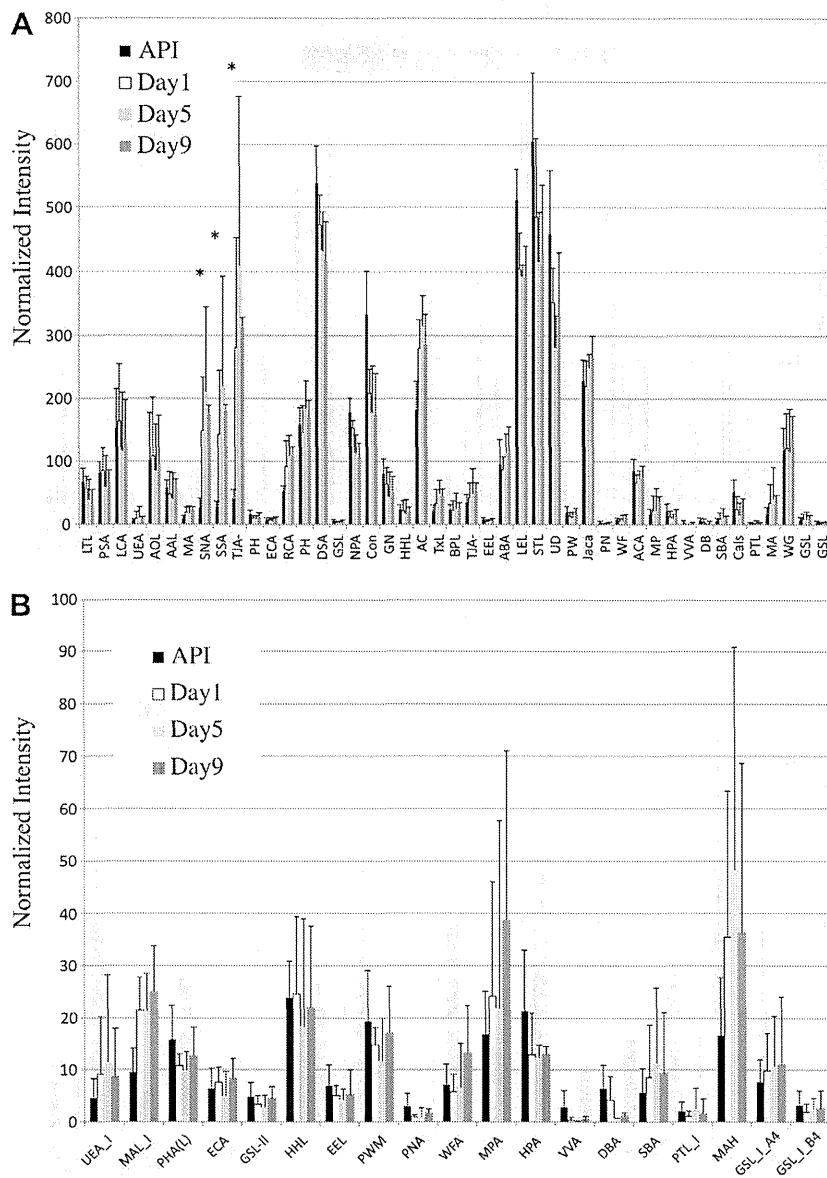 A
800
700
600
500
400
300
200
100
0
Normalized Intensity
API
Day1
Day5
Day9
*
*
*
LTL
PSA
LCA
UEA
AOL
AAL
MA
SNA
SSA
TJA-
PH
ECA
RCA
PH
DSA
GSL
NPA
Con
GN
HHL
AC
TxL
BPL
TJA-
EEL
ABA
LEL
STL
UD
PW
Jaca
PN
WF
ACA
MP
HPA
VVA
DB
SBA
Cals
PTL
MA
WG
GSL
GSL
B
100
90
80
70
60
50
40
30
20
10
0
Normalized Intensity
API
Day1
Day5
Day9
UEA_I
MAL_I
PHA(L)
ECA
GSL-II
HHL
EEL
PWM
PNA
WFA
MPA
HPA
VVA
DBA
SBA
PTL_I
MAH
GSL_I_A4
GSL_I_B4